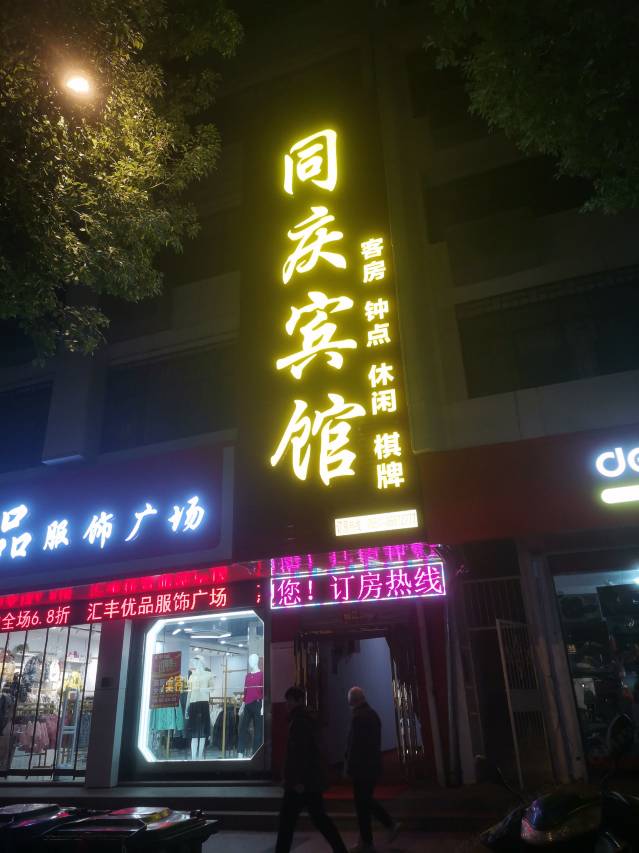 同庆宾馆
客房 钟点 休闲 棋牌
品服饰广场
全场6.8折 汇丰优品服饰广场
您！订房热线
de